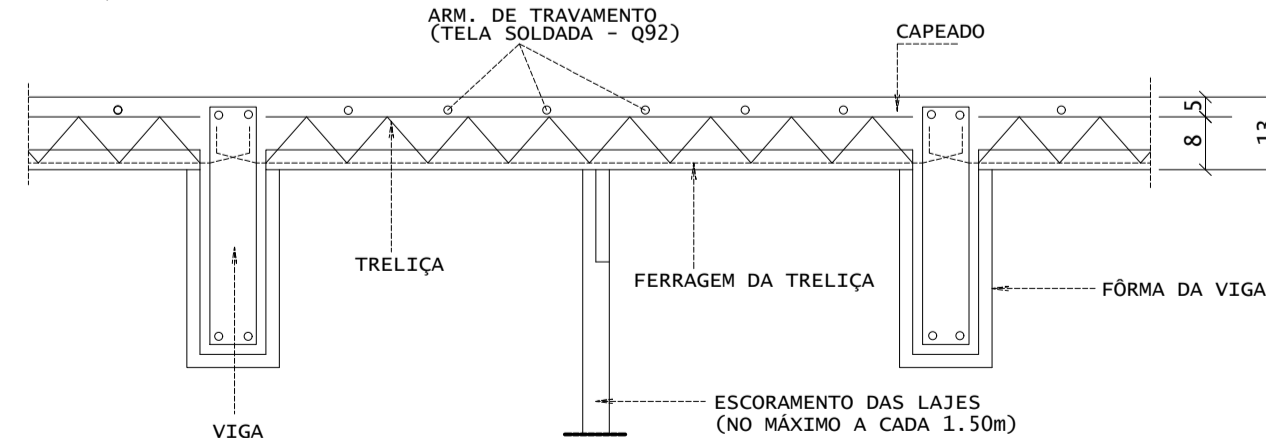 ARM. DE TRAVAMENTO
(TELA SOLDADA - Q92)
CAPEADO
5
8
13
TRELIÇA
FERRAGEM DA TRELIÇA
FÔRMA DA VIGA
ESCORAMENTO DAS LAJES
(NO MÁXIMO A CADA 1.50m)
VIGA